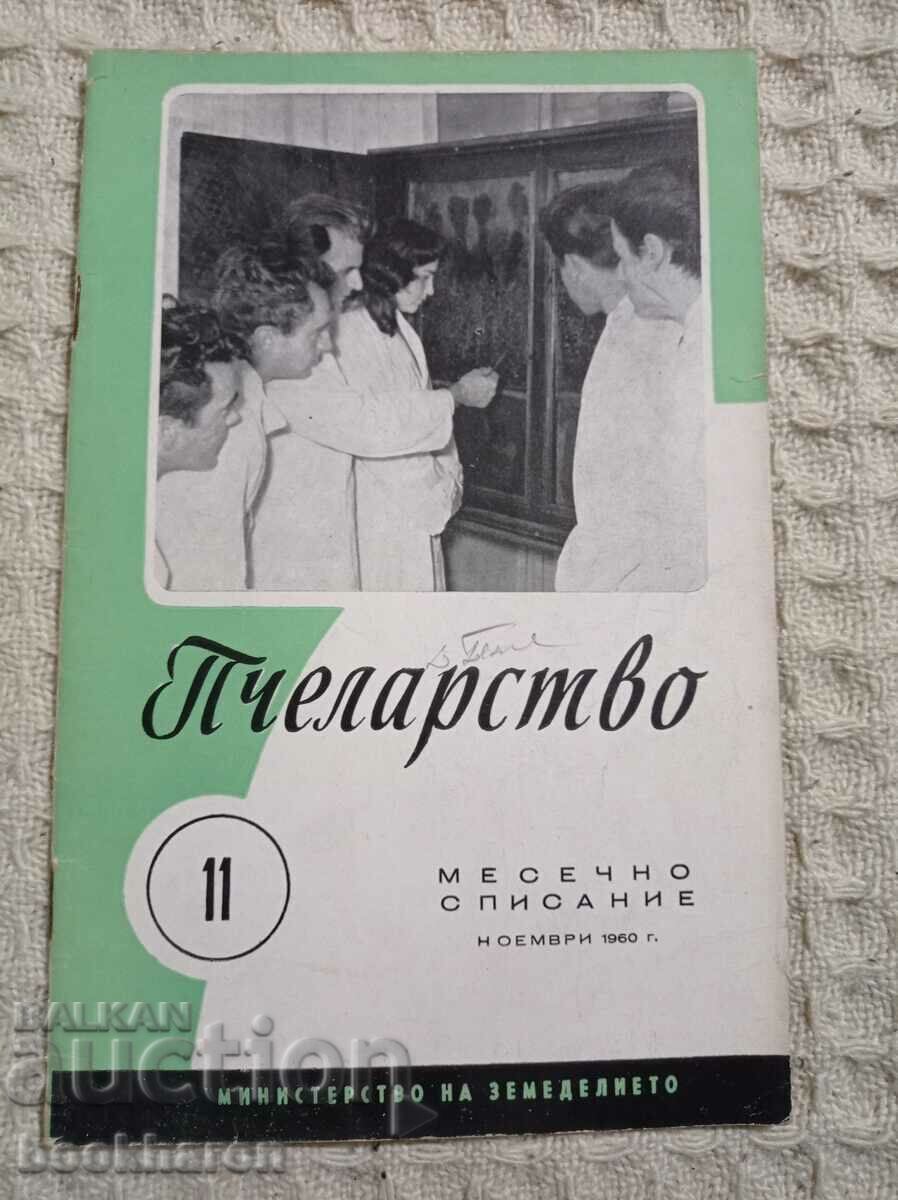 Пчеларство
11
МЕСЕЧНО
СПИСАНИЕ
НОЕМВРИ 1960 г.
МИНИСТЕРСТВО НА ЗЕМЕДЕЛИЕТО
BALKAN
auction
bookharon